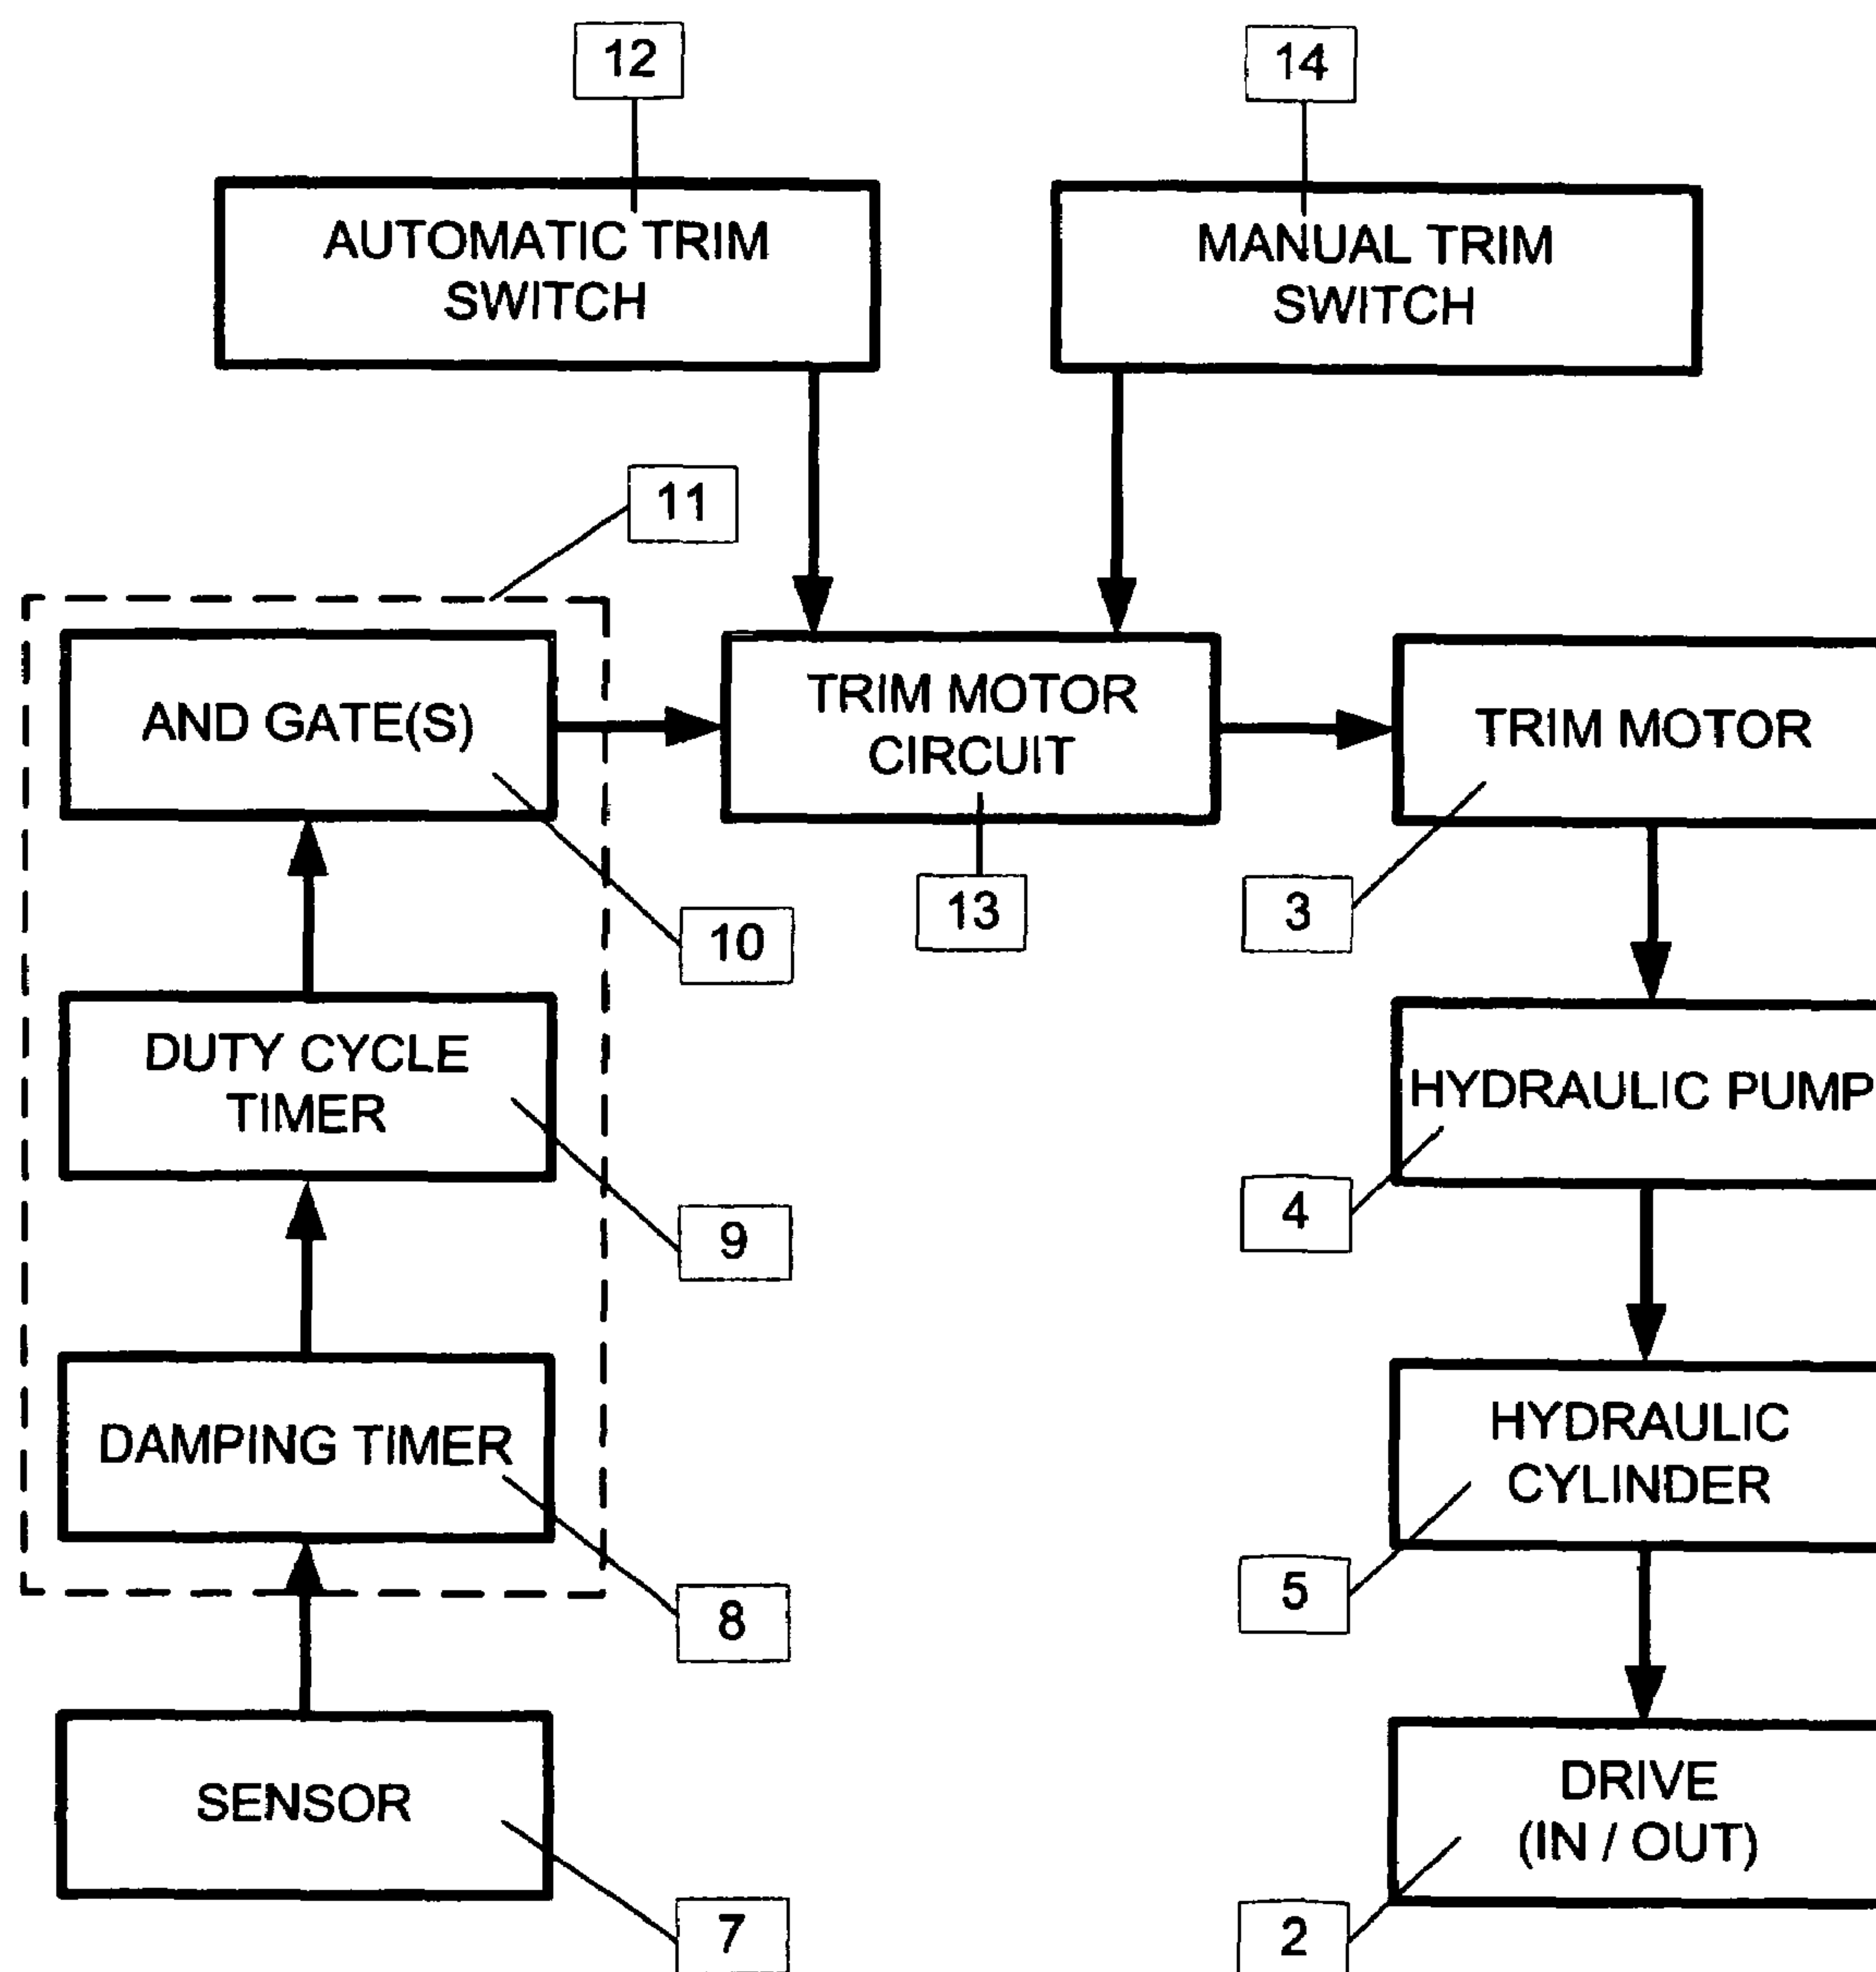 12
14
AUTOMATIC TRIM
SWITCH
MANUAL TRIM
SWITCH
11
AND GATE(S)
TRIM MOTOR
CIRCUIT
TRIM MOTOR
10
13
3
DUTY CYCLE
TIMER
HYDRAULIC PUMP
9
4
DAMPING TIMER
HYDRAULIC
CYLINDER
8
5
SENSOR
DRIVE
(IN / OUT)
7
2